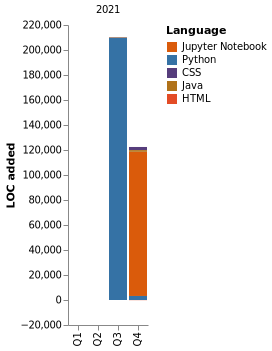 2021
Language
Jupyter Notebook
Python
CSS
Java
HTML
LOC added
220,000
200,000
180,000
160,000
140,000
120,000
100,000
80,000
60,000
40,000
20,000
0
−20,000
Q1
Q2
Q3
Q4